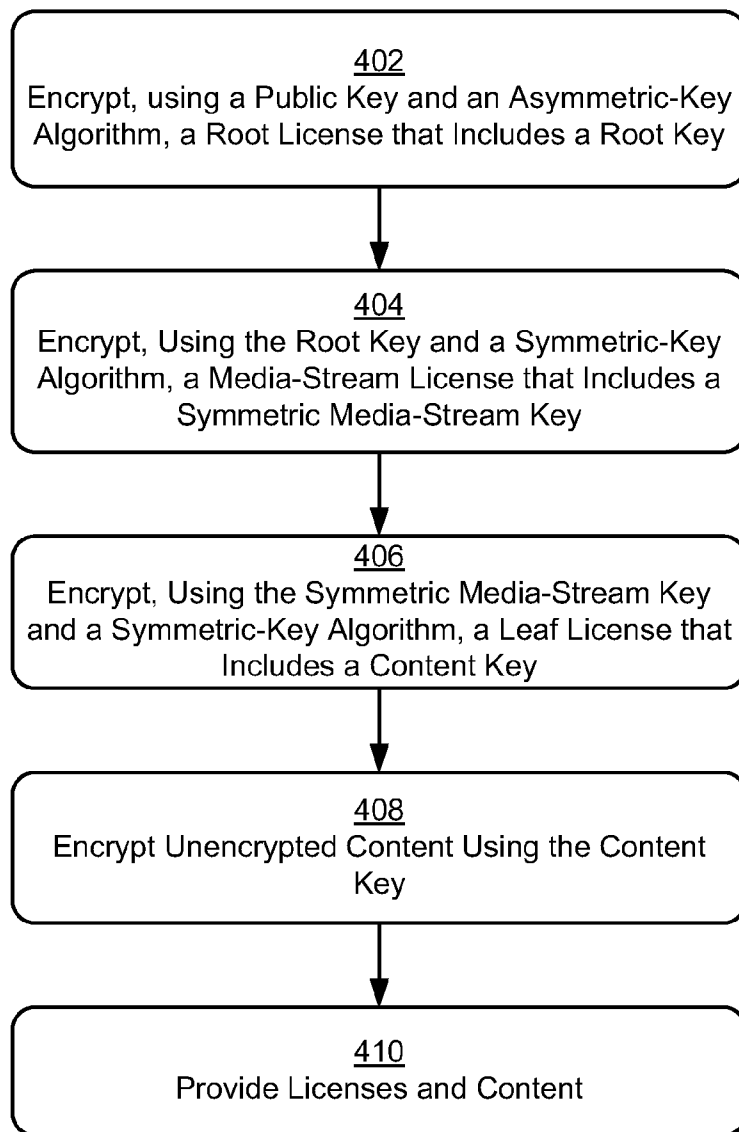 402
Encrypt, using a Public Key and an Asymmetric-Key
Algorithm, a Root License that Includes a Root Key
404
Encrypt, Using the Root Key and a Symmetric-Key
Algorithm, a Media-Stream License that Includes a
Symmetric Media-Stream Key
406
Encrypt, Using the Symmetric Media-Stream Key
and a Symmetric-Key Algorithm, a Leaf License that
Includes a Content Key
408
Encrypt Unencrypted Content Using the Content
Key
410
Provide Licenses and Content